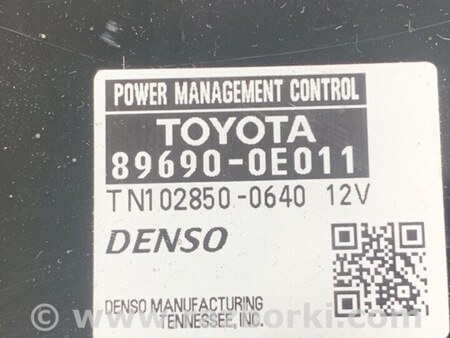 POWER MANAGEMENT CONTROL
TOYOTA
89690-0E011
TN102850-0640 12V
DENSO
DENSO MANUFACTURING
TENNESSEE, INC.